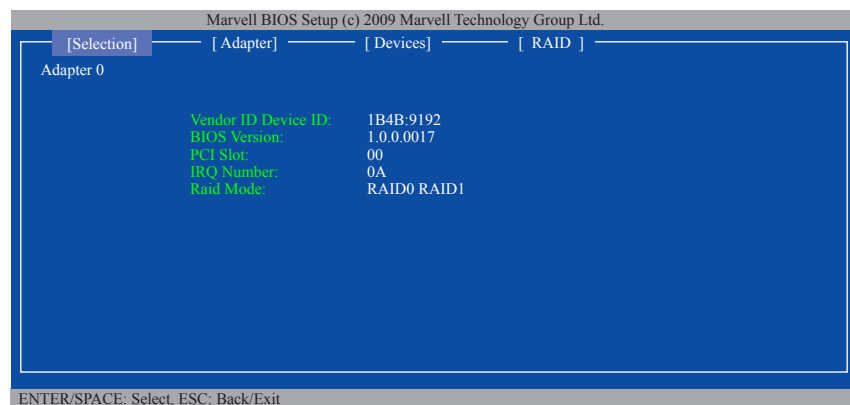 Marvell BIOS Setup (c) 2009 Marvell Technology Group Ltd.
[Selection] [ Adapter] [ Devices] [ RAID ]
Adapter 0
Vendor ID Device ID: 1B4B:9192
BIOS Version: 1.0.0.0017
PCI Slot: 00
IRQ Number: 0A
Raid Mode: RAID0 RAID1
ENTER/SPACE: Select, ESC: Back/Exit